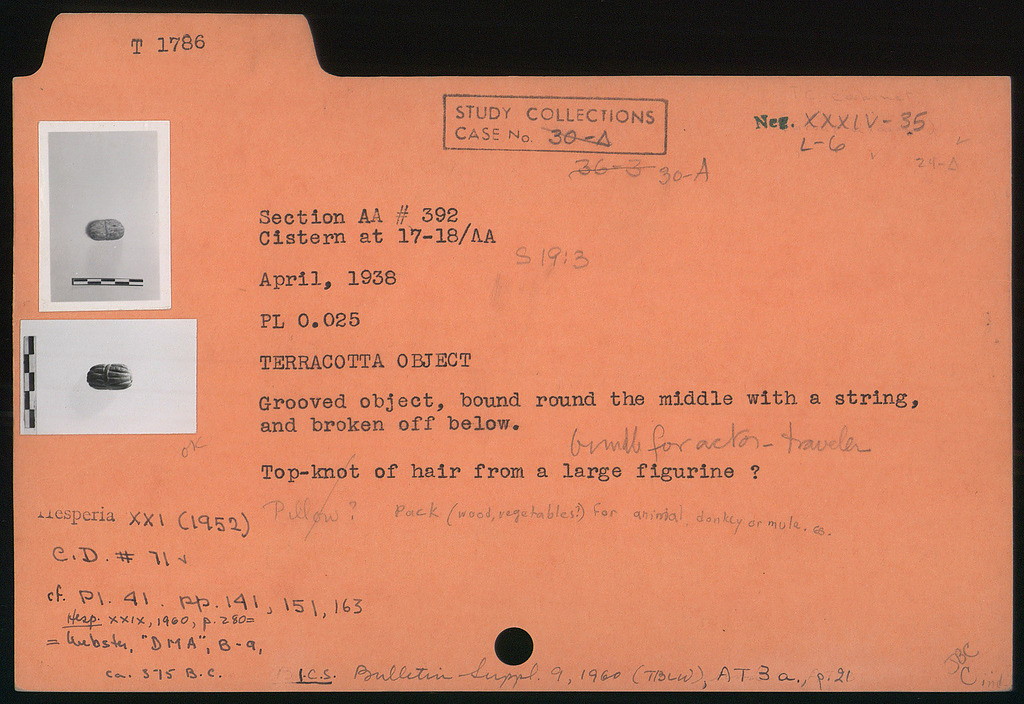 T 1786
STUDY COLLECTIONS
CASE No. 30-A
36-3 30-A
Neg. XXXIV-35
L-6
24-A
Section AA # 392
Cistern at 17-18/AA
S 19:3
April, 1938
PL 0.025
TERRACOTTA OBJECT
Grooved object, bound round the middle with a string,
and broken off below.
bundle for actor - traveler
OK
Top-knot of hair from a large figurine ?
Pillow? Pack (wood, vegetables?) for animal, donkey or mule.
Hesperia XXI (1952)
C.D. # 71
cf. Pl. 41. pp. 141, 151, 163
Hesp. XXIX, 1960, p. 280=
= Webster, "DMA", B-9,
ca. 375 B.C.
I.C.S. Bulletin Suppl. 9, 1960 (TBLW), AT 3 a., p. 21
JBC
C ind